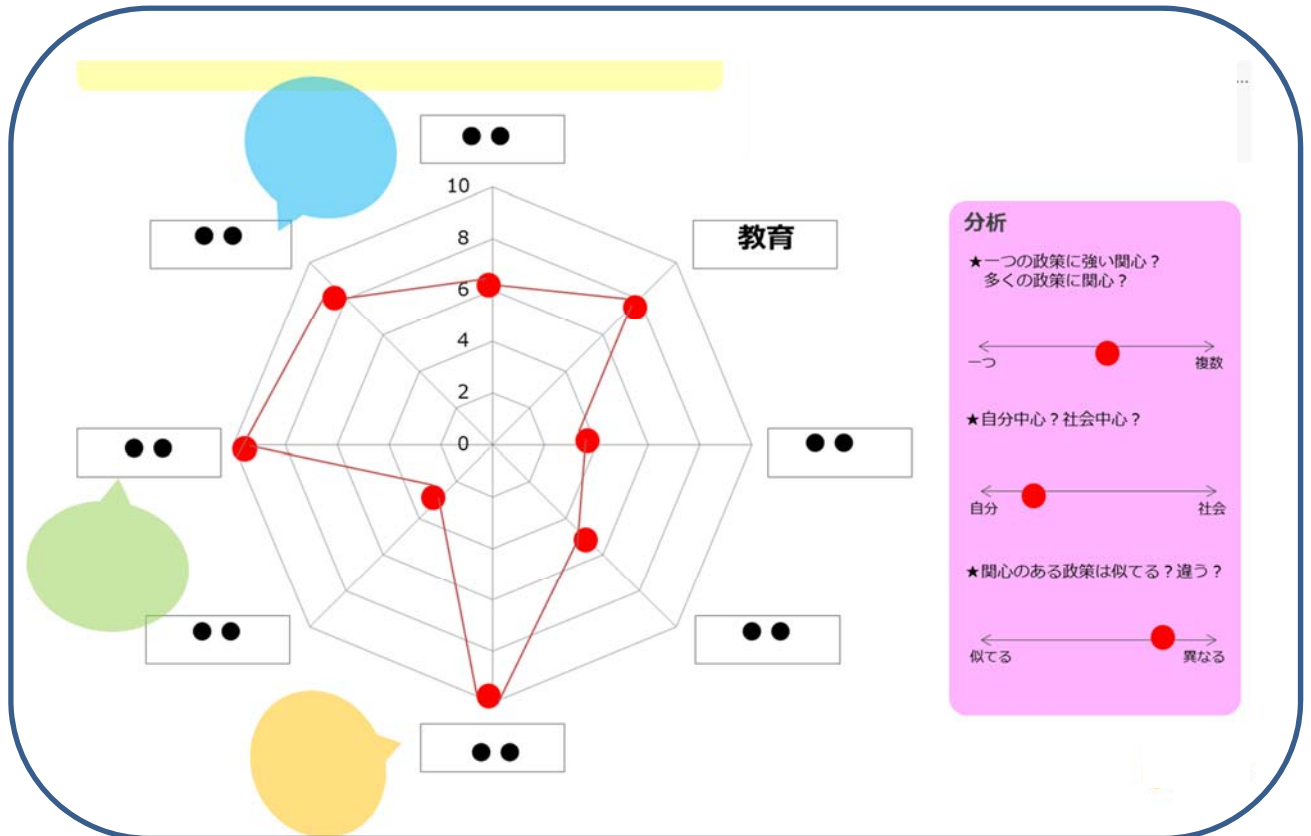 ●●
10
●●
教育
8
6
4
2
0
●●
●●
●●
●●
●●
分析
★一つの政策に強い関心？
多くの政策に関心？
一つ
複数
★自分中心？社会中心？
自分
社会
★関心のある政策は似てる？違う？
似てる
異なる
...